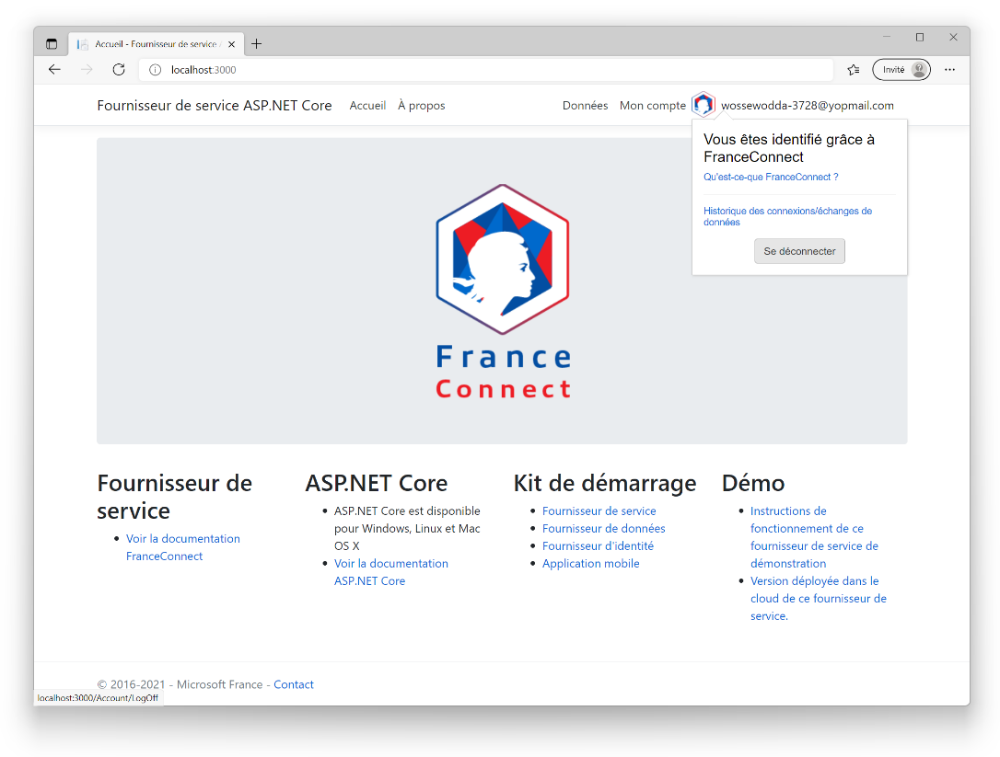 Accueil - Fournisseur de service
localhost:3000
Invité
Fournisseur de service ASP.NET Core
Accueil
À propos
Données
Mon compte
wossewodda-3728@yopmail.com
Vous êtes identifié grâce à
FranceConnect
Qu'est-ce-que FranceConnect ?
Historique des connexions/échanges de
données
Se déconnecter
France
Connect
Fournisseur de
service
Voir la documentation
FranceConnect
ASP.NET Core
ASP.NET Core est disponible
pour Windows, Linux et Mac
OS X
Voir la documentation
ASP.NET Core
Kit de démarrage
Fournisseur de service
Fournisseur de données
Fournisseur d'identité
Application mobile
Démo
Instructions de
fonctionnement de ce
fournisseur de service de
démonstration
Version déployée dans le
cloud de ce fournisseur de
service.
© 2016-2021 - Microsoft France - Contact
localhost:3000/Account/LogOff